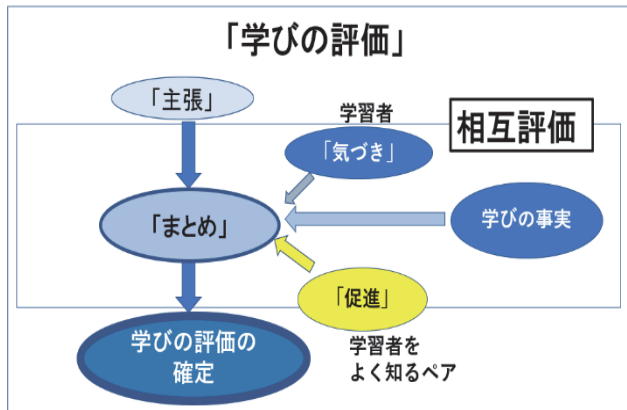 「学びの評価」
「主張」
学習者
相互評価
「気づき」
「まとめ」
学びの事実
「促進」
学びの評価の
確定
学習者を
よく知るペア